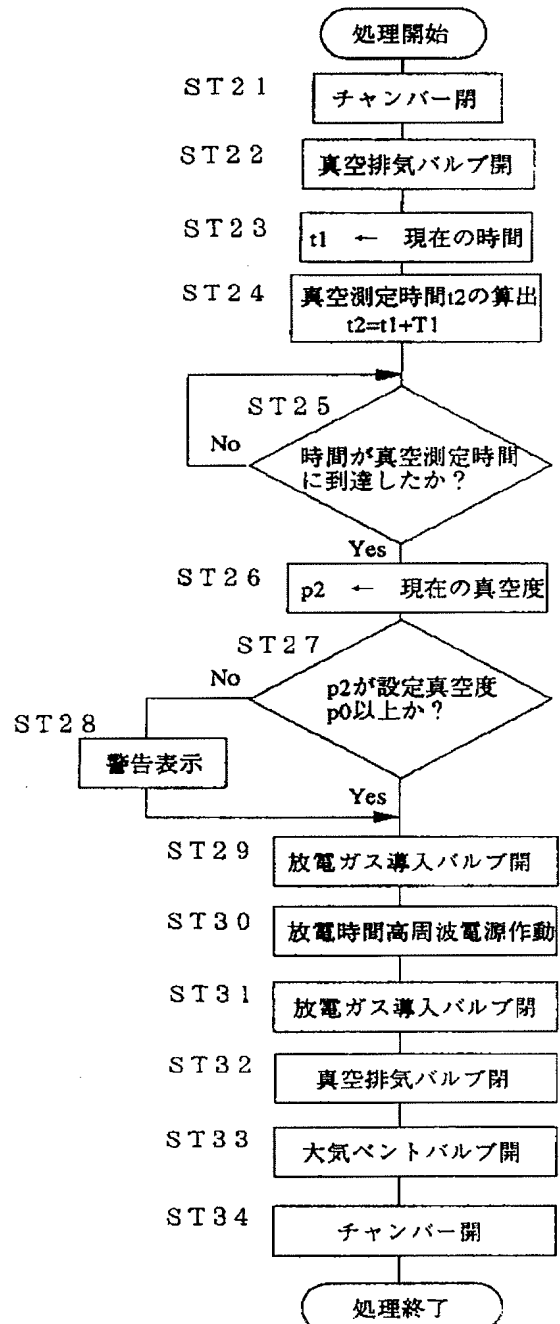 処理開始
ST21
チャンバー閉
ST22
真空排気バルブ開
ST23
t1 ← 現在の時間
ST24
真空測定時間t2の算出
t2=t1+T1
ST25
No
時間が真空測定時間
に到達したか？
Yes
ST26
p2 ← 現在の真空度
ST27
No
p2が設定真空度
p0以上か？
ST28
警告表示
Yes
ST29
放電ガス導入バルブ開
ST30
放電時間高周波電源作動
ST31
放電ガス導入バルブ閉
ST32
真空排気バルブ閉
ST33
大気ベントバルブ開
ST34
チャンバー開
処理終了